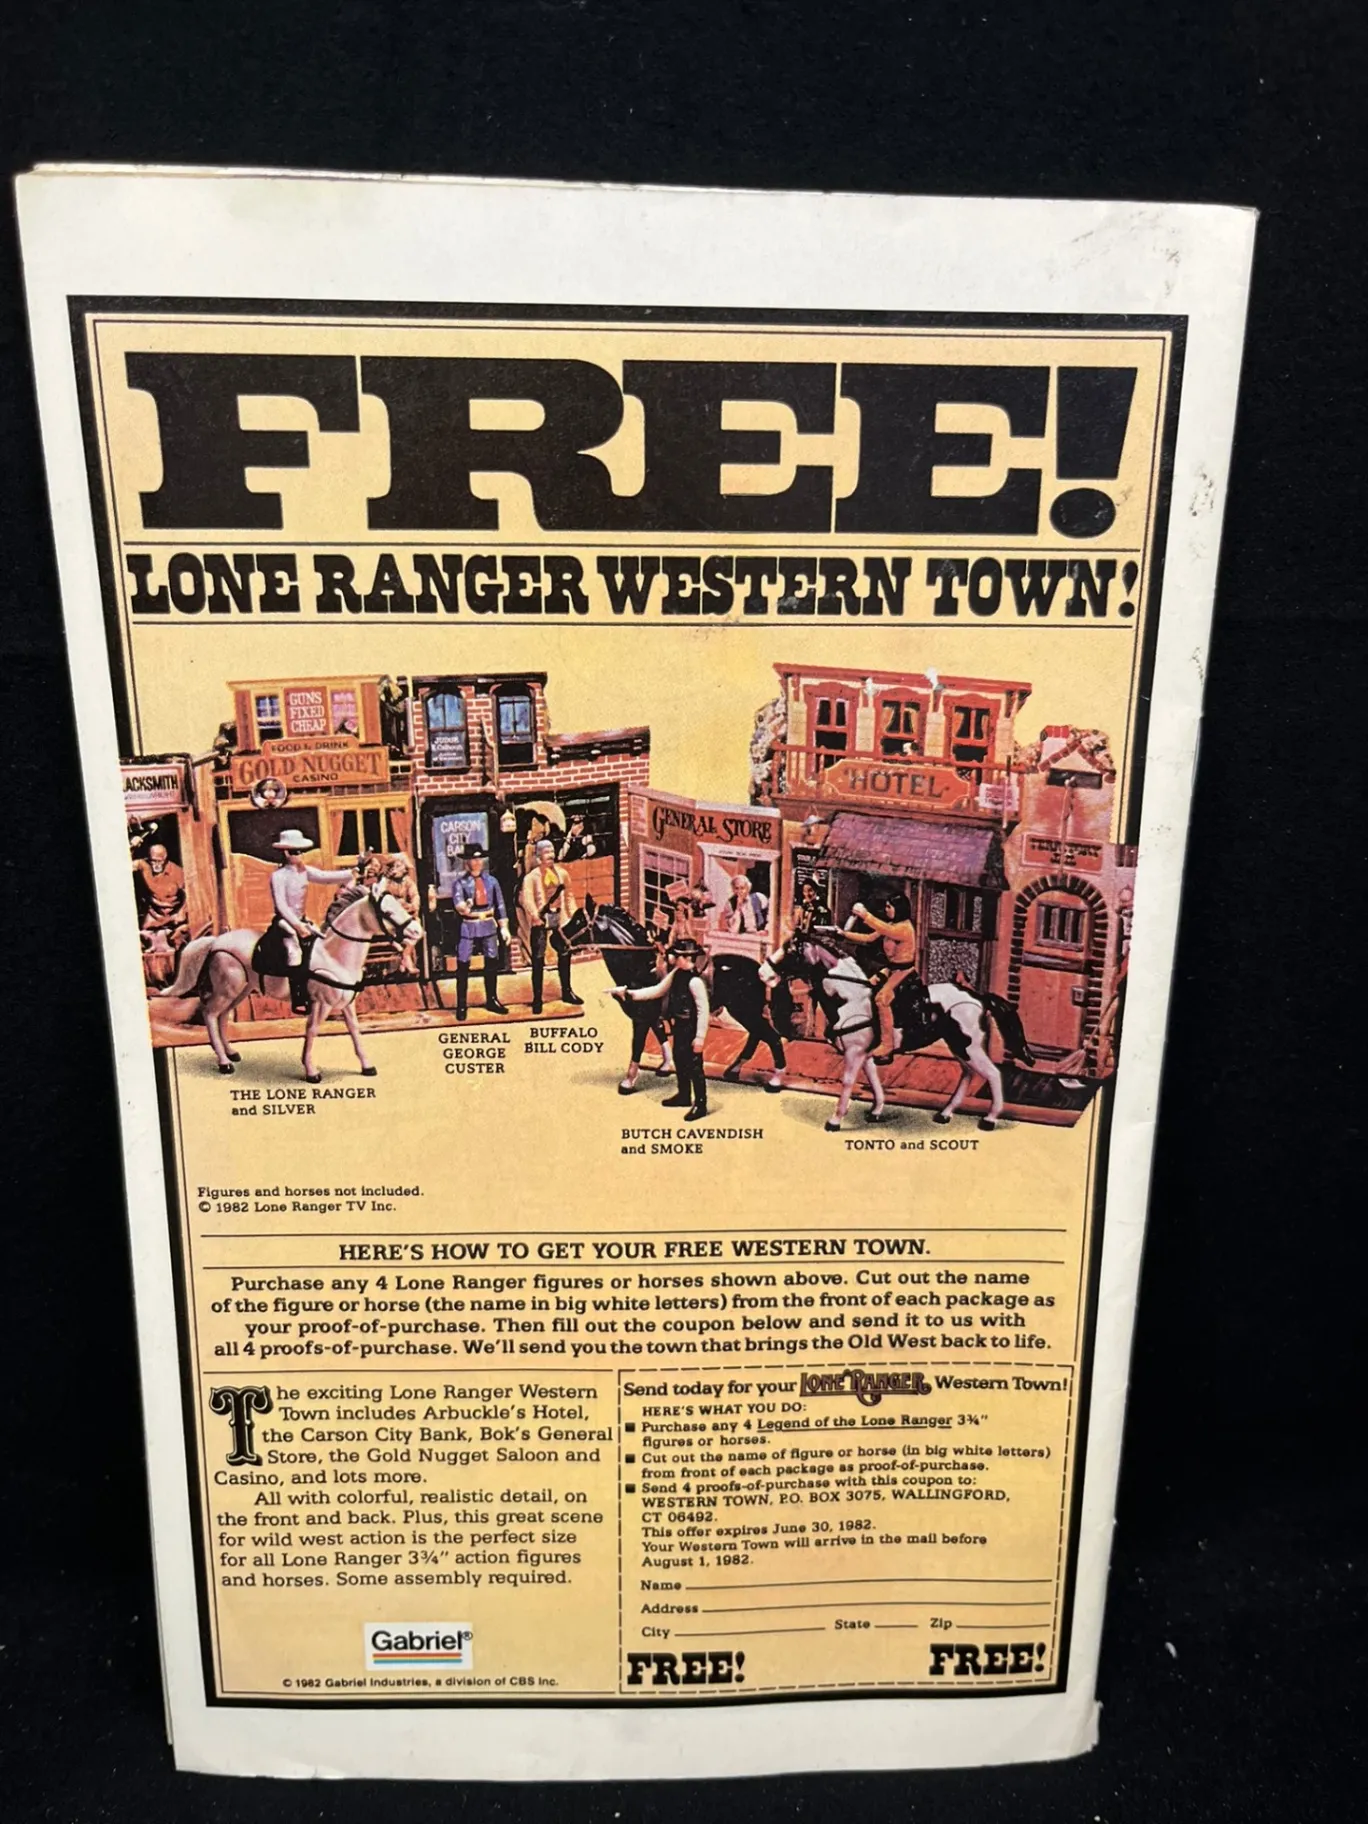 FREE!
LONE RANGER WESTERN TOWN!
GUNS
FIXED
CHEAP
FOOD & DRINK
GOLD NUGGET
CASINO
ACKSMITH
CARSON
CITY
BA
GENERAL STORE
HOTEL
GENERAL
GEORGE
CUSTER
BUFFALO
BILL CODY
THE LONE RANGER
and SILVER
BUTCH CAVENDISH
and SMOKE
TONTO and SCOUT
Figures and horses not included.
© 1982 Lone Ranger TV Inc.
HERE'S HOW TO GET YOUR FREE WESTERN TOWN.
Purchase any 4 Lone Ranger figures or horses shown above. Cut out the name
of the figure or horse (the name in big white letters) from the front of each package as
your proof-of-purchase. Then fill out the coupon below and send it to us with
all 4 proofs-of-purchase. We'll send you the town that brings the Old West back to life.
The exciting Lone Ranger Western
Town includes Arbuckle's Hotel,
the Carson City Bank, Bok's General
Store, the Gold Nugget Saloon and
Casino, and lots more.
All with colorful, realistic detail, on
the front and back. Plus, this great scene
for wild west action is the perfect size
for all Lone Ranger 3¾" action figures
and horses. Some assembly required.
Gabriel®
© 1982 Gabriel Industries, a division of CBS Inc.
Send today for your LONE RANGER Western Town!
HERE'S WHAT YOU DO:
■ Purchase any 4 Legend of the Lone Ranger 3¾"
figures or horses.
■ Cut out the name of figure or horse (in big white letters)
from front of each package as proof-of-purchase.
■ Send 4 proofs-of-purchase with this coupon to:
WESTERN TOWN, P.O. BOX 3075, WALLINGFORD,
CT 06492.
This offer expires June 30, 1982.
Your Western Town will arrive in the mail before
August 1, 1982.
Name
Address
City State Zip
FREE! FREE!